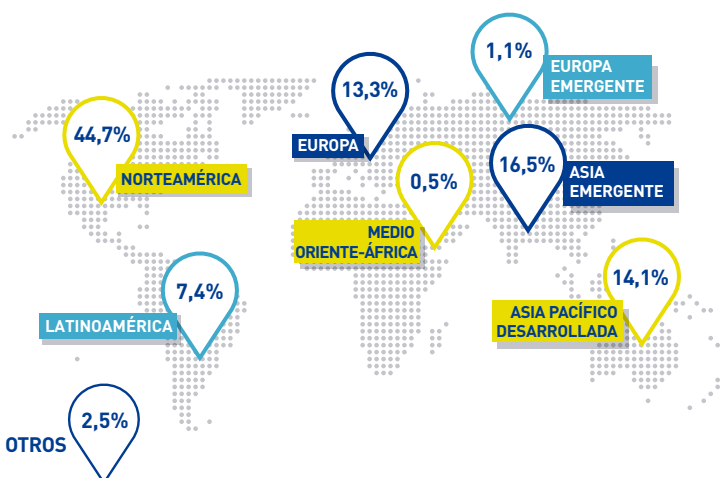 1,1%
EUROPA
EMERGENTE
13,3%
EUROPA
44,7%
NORTEAMÉRICA
16,5%
ASIA
EMERGENTE
0,5%
MEDIO
ORIENTE-ÁFRICA
7,4%
LATINOAMÉRICA
14,1%
ASIA PACÍFICO
DESARROLLADA
2,5%
OTROS